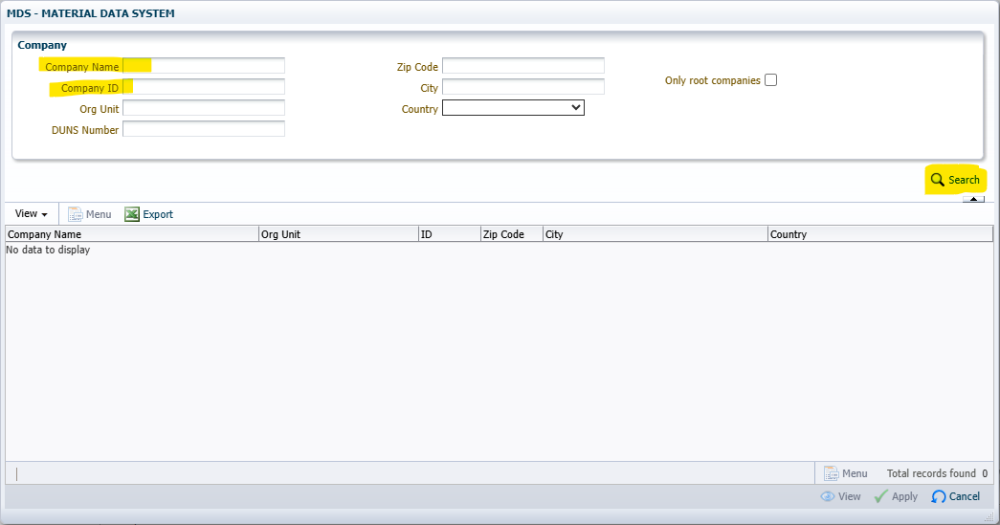 MDS - MATERIAL DATA SYSTEM
Company
Company Name
Company ID
Org Unit
DUNS Number
Zip Code
City
Country
Only root companies
Search
View Menu Export
Company Name Org Unit ID Zip Code City Country
No data to display
Menu Total records found 0
View Apply Cancel